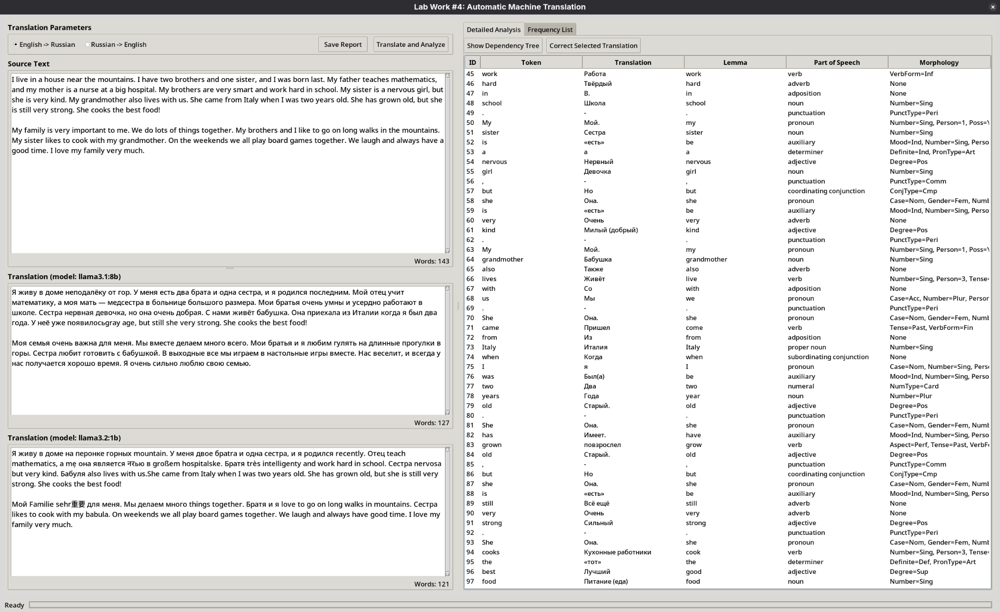 Lab Work #4: Automatic Machine Translation
Translation Parameters
English -> Russian Russian -> English Save Report Translate and Analyze
Source Text
I live in a house near the mountains. I have two brothers and one sister, and I was born last. My father teaches mathematics,
and my mother is a nurse at a big hospital. My brothers are very smart and work hard in school. My sister is a nervous girl, but
she is very kind. My grandmother also lives with us. She came from Italy when I was two years old. She has grown old, but she
is still very strong. She cooks the best food!
My family is very important to me. We do lots of things together. My brothers and I like to go on long walks in the mountains.
My sister likes to cook with my grandmother. On the weekends we all play board games together. We laugh and always have a
good time. I love my family very much.
Words: 143
Translation (model: llama3.1:8b)
Я живу в доме неподалёку от гор. У меня есть два брата и одна сестра, и я родился последним. Мой отец учит
математику, а моя мать — медсестра в больнице большого размера. Мои братья очень умны и усердно работают в
школе. Сестра нервная девочка, но она очень добрая. С нами живёт бабушка. Она приехала из Италии когда я был два
года. У неё уже появилосьgray age, but still she very strong. She cooks the best food!
Моя семья очень важна для меня. Мы вместе делаем много всего. Мои братья и я любим гулять на длинные прогулки в
горы. Сестра любит готовить с бабушкой. В выходные все мы играем в настольные игры вместе. Нас веселит, и всегда у
нас получается хорошо время. Я очень сильно люблю свою семью.
Words: 127
Translation (model: llama3.2:1b)
Я живу в доме на перонке горных mountain. У меня двое братга и одна сестра, и я родился recently. Отец teach
mathematics, а mẹ она является नरсью в großem hospitalske. Братя très intelligenty and work hard in school. Сестра nervosa
but very kind. Бабуля also lives with us.She came from Italy when I was two years old. She has grown old, but she is still very
strong. She cooks the best food!
Мой Familie sehr重要 для меня. Мы делаем много things together. Братя и я love to go on long walks in mountains. Сестра
likes to cook with my babula. On weekends we all play board games together. We laugh and always have good time. I love my
family very much.
Words: 121
Ready
Detailed Analysis Frequency List
Show Dependency Tree Correct Selected Translation
ID Token Translation Lemma Part of Speech Morphology
45 work Работа work verb VerbForm=Inf
46 hard Твёрдый hard adverb None
47 in В. in adposition None
48 school Школа school noun Number=Sing
49 . - . punctuation PunctType=Peri
50 My Мой. my pronoun Number=Sing, Person=1, Poss=Y
51 sister Сестра sister noun Number=Sing
52 is «есть» be auxiliary Mood=Ind, Number=Sing, Perso
53 a а a determiner Definite=Ind, PronType=Art
54 nervous Нервный nervous adjective Degree=Pos
55 girl Девочка girl noun Number=Sing
56 , - , punctuation PunctType=Comm
57 but Но but coordinating conjunction ConjType=Cmp
58 she Она. she pronoun Case=Nom, Gender=Fem, Numb
59 is «есть» be auxiliary Mood=Ind, Number=Sing, Perso
60 very Очень very adverb None
61 kind Милый (добрый) kind adjective Degree=Pos
62 . - . punctuation PunctType=Peri
63 My Мой. my pronoun Number=Sing, Person=1, Poss=Y
64 grandmother Бабушка grandmother noun Number=Sing
65 also Также also adverb None
66 lives Живёт live verb Number=Sing, Person=3, Tense=
67 with Со with adposition None
68 us Мы we pronoun Case=Acc, Number=Plur, Person
69 . - . punctuation PunctType=Peri
70 She Она. she pronoun Case=Nom, Gender=Fem, Numb
71 came Пришел come verb Tense=Past, VerbForm=Fin
72 from Из from adposition None
73 Italy Италия Italy proper noun Number=Sing
74 when Когда when subordinating conjunction None
75 I я I pronoun Case=Nom, Number=Sing, Pers
76 was Был(а) be auxiliary Mood=Ind, Number=Sing, Perso
77 two Два two numeral NumType=Card
78 years Года year noun Number=Plur
79 old Старый. old adjective Degree=Pos
80 . - . punctuation PunctType=Peri
81 She Она. she pronoun Case=Nom, Gender=Fem, Numb
82 has Имеет. have auxiliary Mood=Ind, Number=Sing, Perso
83 grown повзрослел grow verb Aspect=Perf, Tense=Past, VerbF
84 old Старый. old adjective Degree=Pos
85 , - , punctuation PunctType=Comm
86 but Но but coordinating conjunction ConjType=Cmp
87 she Она. she pronoun Case=Nom, Gender=Fem, Numb
88 is «есть» be auxiliary Mood=Ind, Number=Sing, Perso
89 still Всё ещё still adverb None
90 very Очень very adverb None
91 strong Сильный strong adjective Degree=Pos
92 . - . punctuation PunctType=Peri
93 She Она. she pronoun Case=Nom, Gender=Fem, Numb
94 cooks Кухонные работники cook verb Number=Sing, Person=3, Tense=
95 the «тот» the determiner Definite=Def, PronType=Art
96 best Лучший good adjective Degree=Sup
97 food Питание (еда) food noun Number=Sing